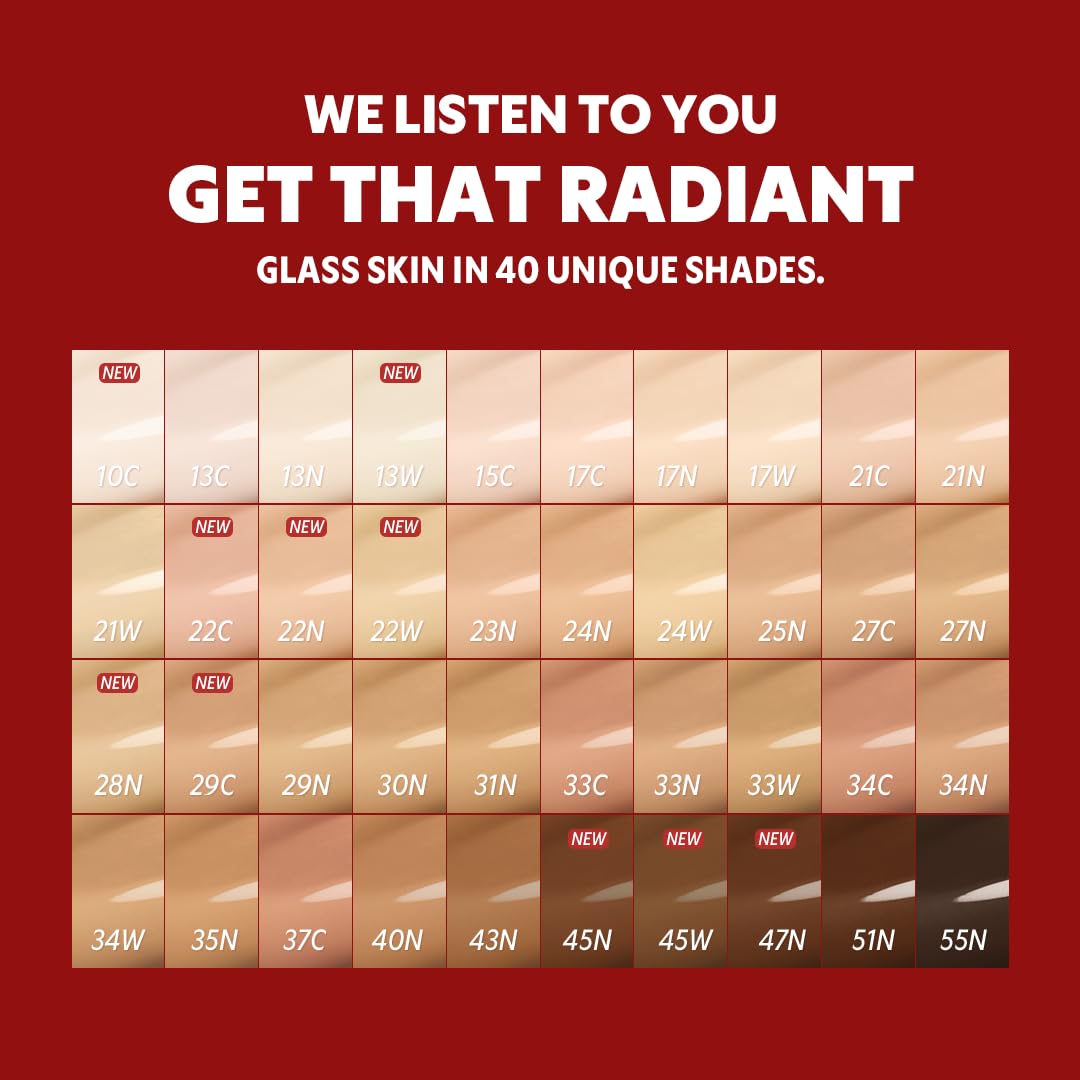 WE LISTEN TO YOU
GET THAT RADIANT
GLASS SKIN IN 40 UNIQUE SHADES.
NEW NEW
10C 13C 13N 13W 15C 17C 17N 17W 21C 21N
NEW NEW NEW
21W 22C 22N 22W 23N 24N 24W 25N 27C 27N
NEW NEW
28N 29C 29N 30N 31N 33C 33N 33W 34C 34N
NEW NEW NEW
34W 35N 37C 40N 43N 45N 45W 47N 51N 55N